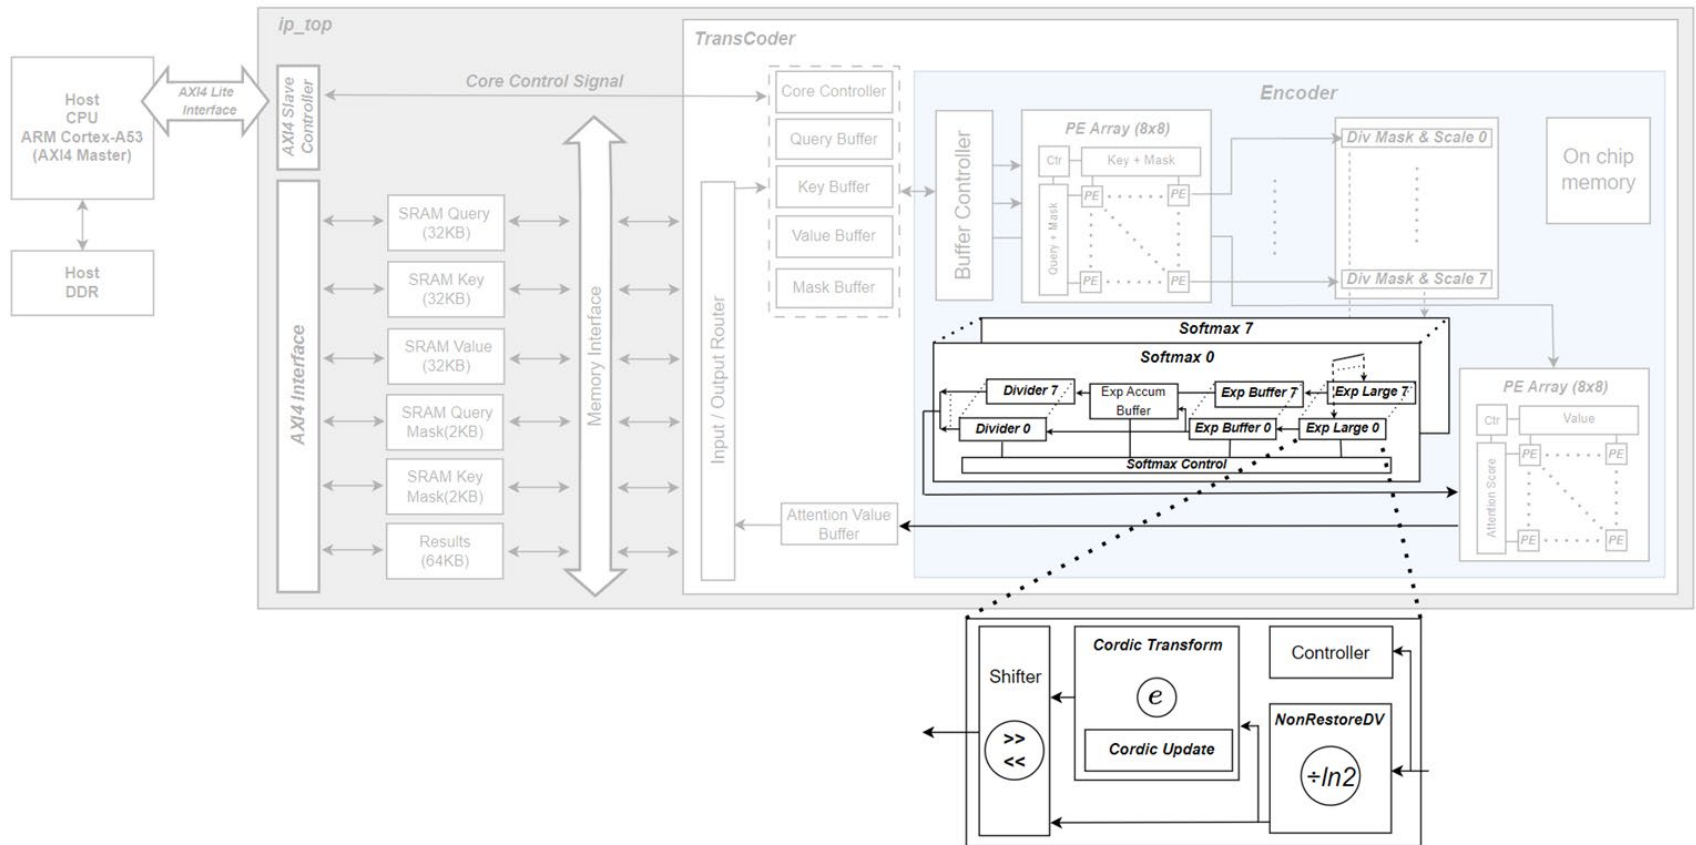 ip_top
TransCoder
Host
CPU
ARM Cortex-A53
(AXI4 Master)
AXI4 Lite
Interface
AXI4 Slave
Controller
Core Control Signal
Host
DDR
AXI4 Interface
SRAM Query
(32KB)
SRAM Key
(32KB)
SRAM Value
(32KB)
SRAM Query
Mask(2KB)
SRAM Key
Mask(2KB)
Results
(64KB)
Memory Interface
Input / Output Router
Core Controller
Query Buffer
Key Buffer
Value Buffer
Mask Buffer
Attention Value
Buffer
Encoder
Buffer Controller
PE Array (8x8)
Ctr
Key + Mask
Query + Mask
PE
PE
PE
PE
Div Mask & Scale 0
Div Mask & Scale 7
On chip
memory
Softmax 7
Softmax 0
Divider 7
Exp Accum
Buffer
Exp Buffer 7
Exp Large 7
Divider 0
Exp Buffer 0
Exp Large 0
Softmax Control
PE Array (8x8)
Ctr
Value
Attention Score
PE
PE
PE
PE
Shifter
>>
<<
Cordic Transform
e
Cordic Update
Controller
NonRestoreDV
÷ln2